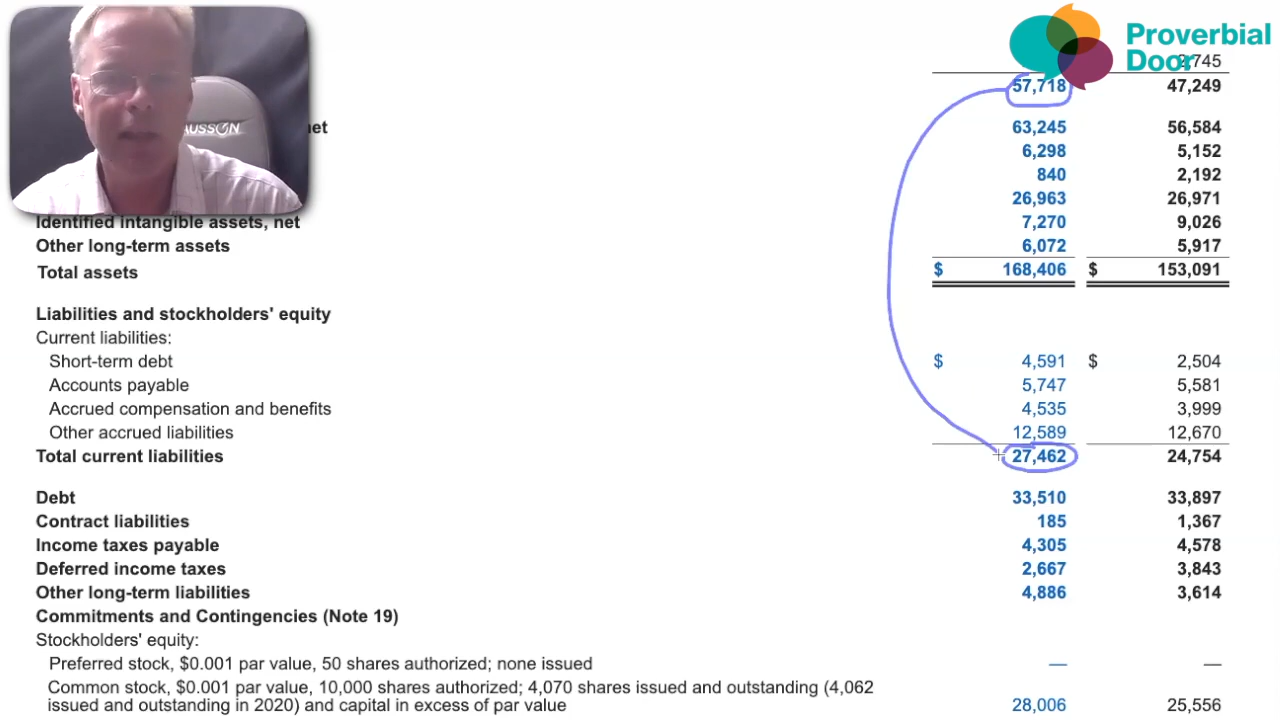 Proverbial
Door
2,745
57,718 47,249
net 63,245 56,584
6,298 5,152
840 2,192
26,963 26,971
Identified intangible assets, net 7,270 9,026
Other long-term assets 6,072 5,917
Total assets $ 168,406 $ 153,091
Liabilities and stockholders' equity
Current liabilities:
Short-term debt $ 4,591 $ 2,504
Accounts payable 5,747 5,581
Accrued compensation and benefits 4,535 3,999
Other accrued liabilities 12,589 12,670
Total current liabilities 27,462 24,754
Debt 33,510 33,897
Contract liabilities 185 1,367
Income taxes payable 4,305 4,578
Deferred income taxes 2,667 3,843
Other long-term liabilities 4,886 3,614
Commitments and Contingencies (Note 19)
Stockholders' equity:
Preferred stock, $0.001 par value, 50 shares authorized; none issued — —
Common stock, $0.001 par value, 10,000 shares authorized; 4,070 shares issued and outstanding (4,062
issued and outstanding in 2020) and capital in excess of par value 28,006 25,556